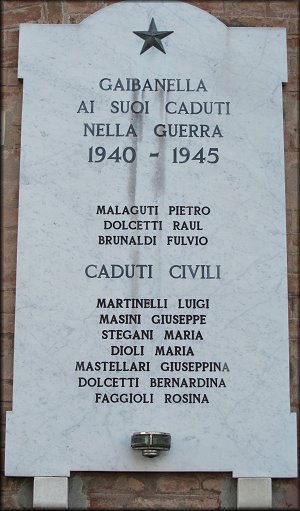 GAIBANELLA
AI SUOI CADUTI
NELLA GUERRA
1940 - 1945
MALAGUTI PIETRO
DOLCETTI RAUL
BRUNALDI FULVIO
CADUTI CIVILI
MARTINELLI LUIGI
MASINI GIUSEPPE
STEGANI MARIA
DIOLI MARIA
MASTELLARI GIUSEPPINA
DOLCETTI BERNARDINA
FAGGIOLI ROSINA